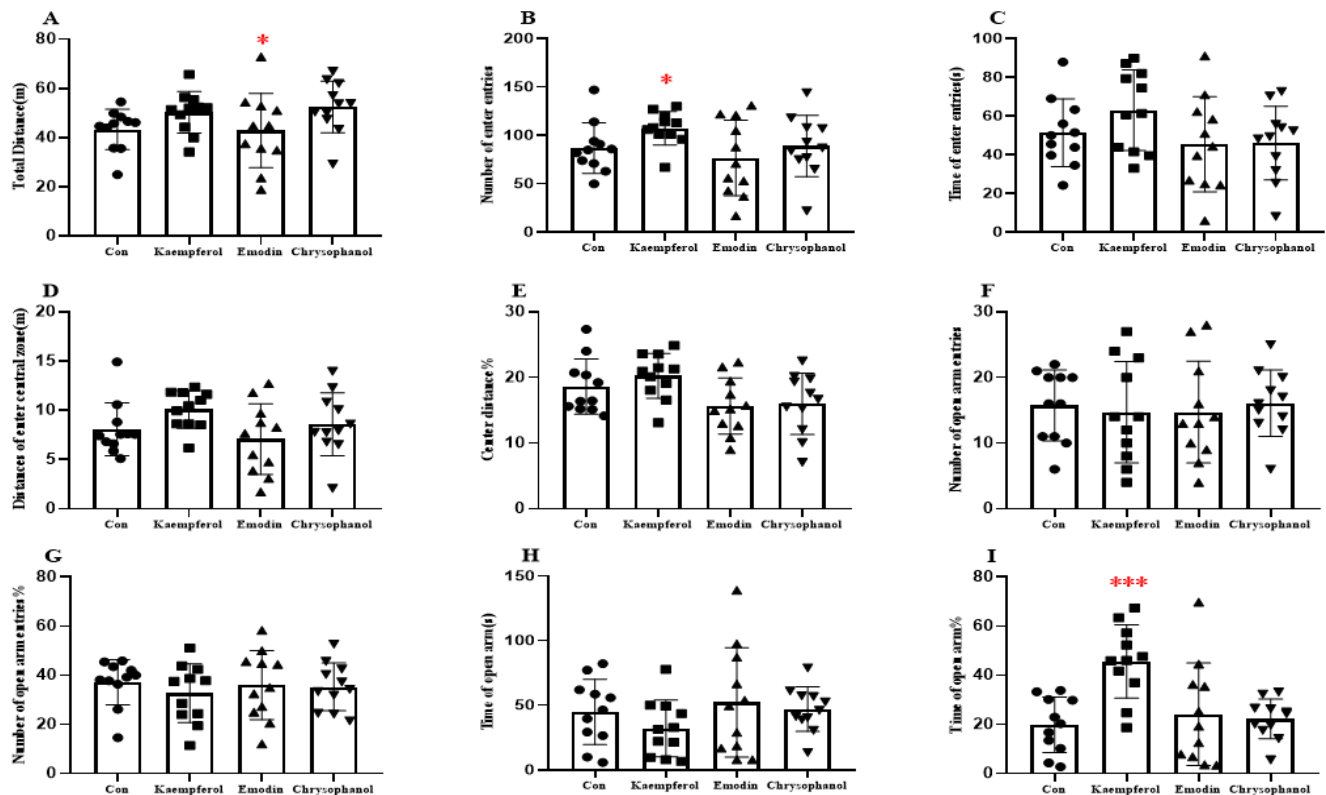 A
Total Distance(m)
80
60
40
20
0
*
Con Kaempferol Emodin Chrysophanol
B
Number of enter entries
200
150
100
50
0
*
Con Kaempferol Emodin Chrysophanol
C
Time of enter entries(s)
100
80
60
40
20
0
Con Kaempferol Emodin Chrysophanol
D
Distances of enter central zone(m)
20
15
10
5
0
Con Kaempferol Emodin Chrysophanol
E
Center distance%
30
20
10
0
Con Kaempferol Emodin Chrysophanol
F
Number of open arm entries
30
20
10
0
Con Kaempferol Emodin Chrysophanol
G
Number of open arm entries%
80
60
40
20
0
Con Kaempferol Emodin Chrysophanol
H
Time of open arm(s)
150
100
50
0
Con Kaempferol Emodin Chrysophanol
I
Time of open arm%
80
60
40
20
0
***
Con Kaempferol Emodin Chrysophanol